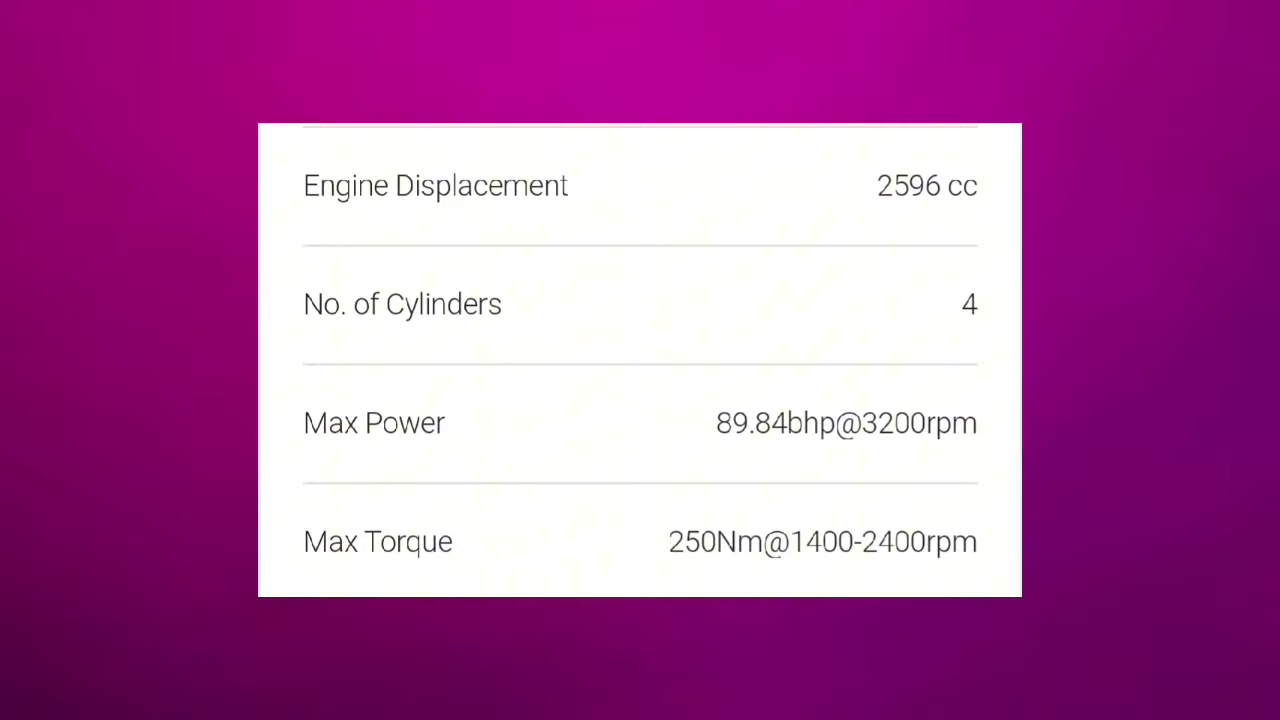 Engine Displacement 2596 cc
No. of Cylinders 4
Max Power 89.84bhp@3200rpm
Max Torque 250Nm@1400-2400rpm